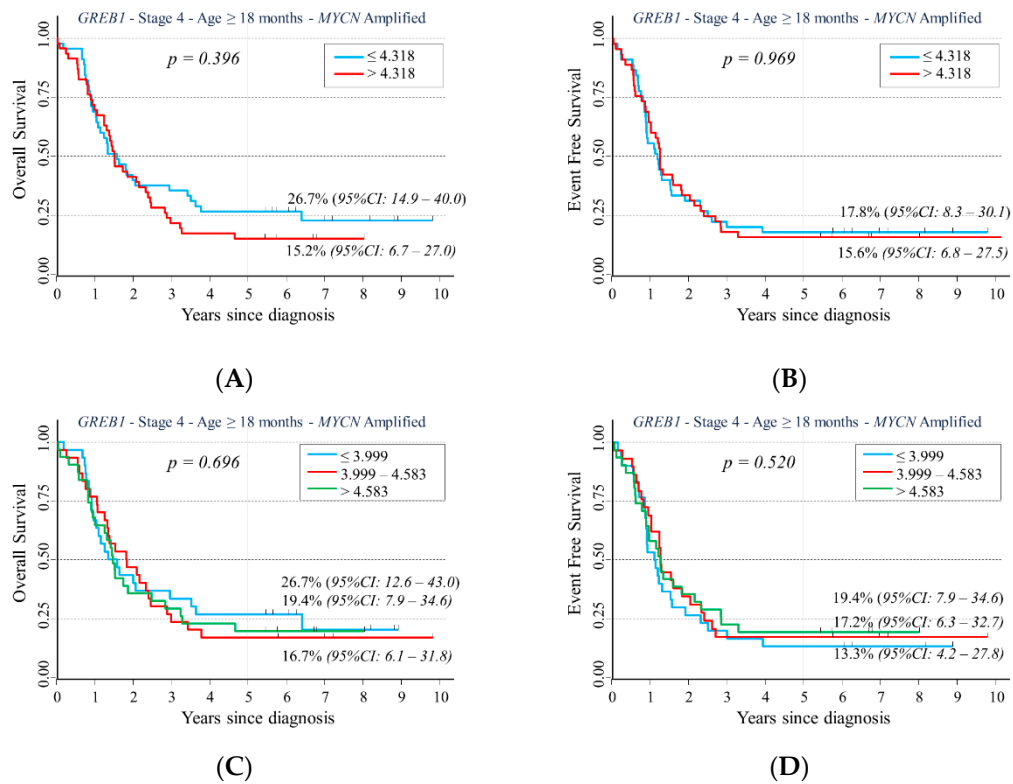 GREB1 - Stage 4 - Age ≥ 18 months - MYCN Amplified
p = 0.396
≤ 4.318
> 4.318
Overall Survival
1.00
0.75
0.50
0.25
0.00
26.7% (95%CI: 14.9 – 40.0)
15.2% (95%CI: 6.7 – 27.0)
0 1 2 3 4 5 6 7 8 9 10
Years since diagnosis
(A)
GREB1 - Stage 4 - Age ≥ 18 months - MYCN Amplified
p = 0.969
≤ 4.318
> 4.318
Event Free Survival
1.00
0.75
0.50
0.25
0.00
17.8% (95%CI: 8.3 – 30.1)
15.6% (95%CI: 6.8 – 27.5)
0 1 2 3 4 5 6 7 8 9 10
Years since diagnosis
(B)
GREB1 - Stage 4 - Age ≥ 18 months - MYCN Amplified
p = 0.696
≤ 3.999
3.999 – 4.583
> 4.583
Overall Survival
1.00
0.75
0.50
0.25
0.00
26.7% (95%CI: 12.6 – 43.0)
19.4% (95%CI: 7.9 – 34.6)
16.7% (95%CI: 6.1 – 31.8)
0 1 2 3 4 5 6 7 8 9 10
Years since diagnosis
(C)
GREB1 - Stage 4 - Age ≥ 18 months - MYCN Amplified
p = 0.520
≤ 3.999
3.999 – 4.583
> 4.583
Event Free Survival
1.00
0.75
0.50
0.25
0.00
19.4% (95%CI: 7.9 – 34.6)
17.2% (95%CI: 6.3 – 32.7)
13.3% (95%CI: 4.2 – 27.8)
0 1 2 3 4 5 6 7 8 9 10
Years since diagnosis
(D)